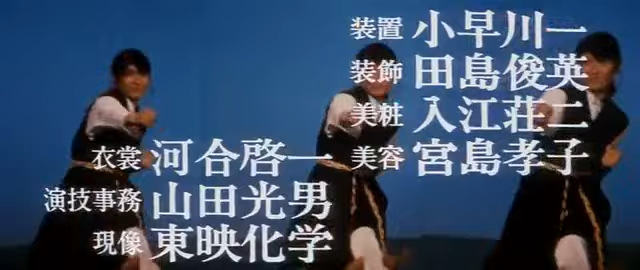 装置 小早川一
装飾 田島俊英
美粧 入江荘二
美容 宮島孝子
衣裳 河合啓一
演技事務 山田光男
現像 東映化学